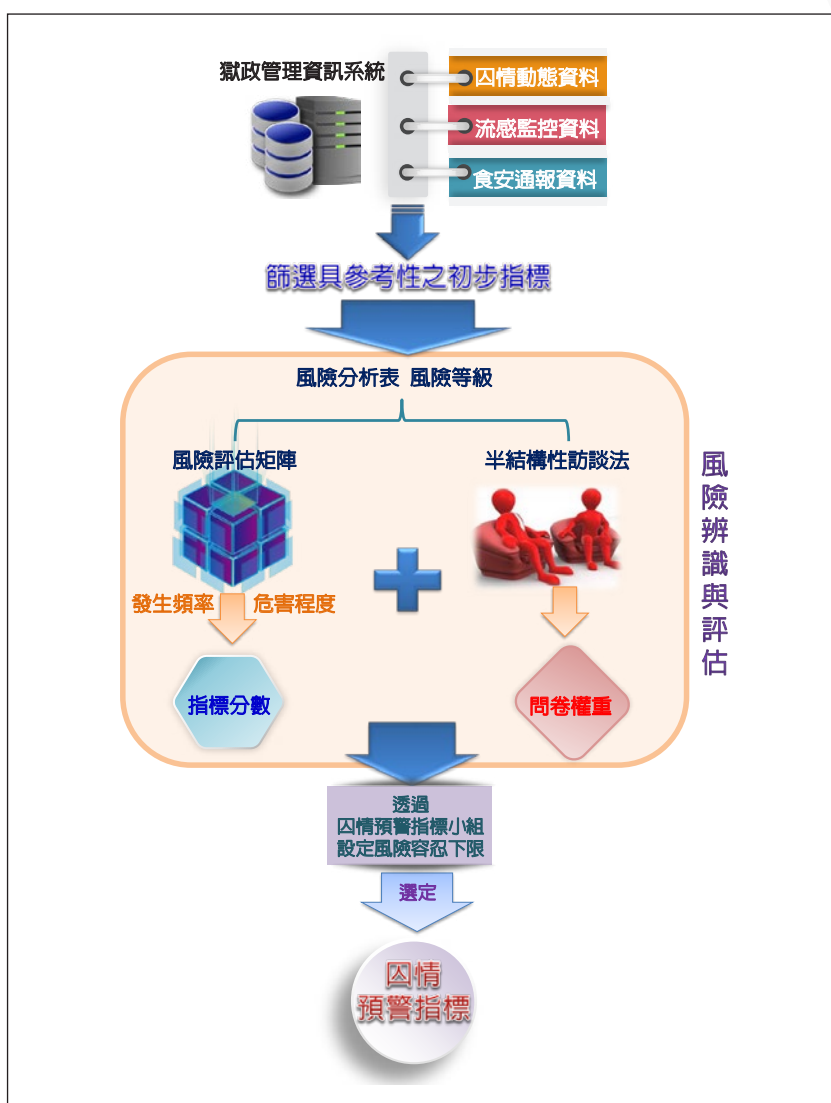 獄政管理資訊系統
囚情動態資料
流感監控資料
食安通報資料
篩選具參考性之初步指標
風險分析表 風險等級
風險評估矩陣
半結構性訪談法
發生頻率
危害程度
指標分數
問卷權重
風險辨識與評估
透過
囚情預警指標小組
設定風險容忍下限
選定
囚情
預警指標